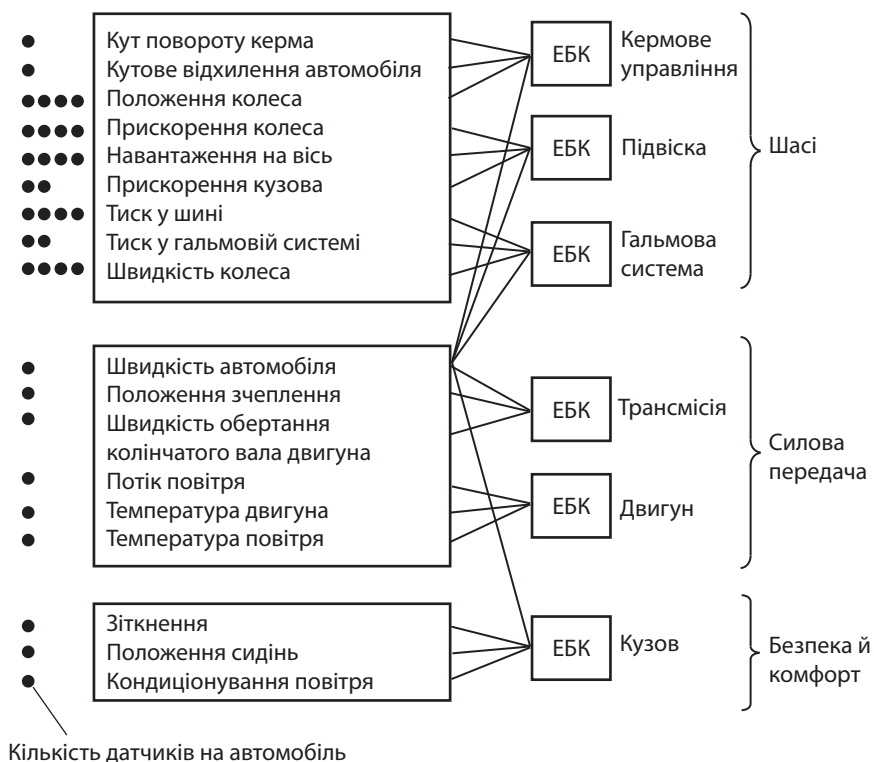 Кут повороту керма
Кутове відхилення автомобіля
Положення колеса
Прискорення колеса
Навантаження на вісь
Прискорення кузова
Тиск у шині
Тиск у гальмовій системі
Швидкість колеса
ЕБК
Кермове
управління
ЕБК
Підвіска
ЕБК
Гальмова
система
Шасі
Швидкість автомобіля
Положення зчеплення
Швидкість обертання
колінчатого вала двигуна
Потік повітря
Температура двигуна
Температура повітря
ЕБК
Трансмісія
ЕБК
Двигун
Силова
передача
Зіткнення
Положення сидінь
Кондиціонування повітря
ЕБК
Кузов
Безпека й
комфорт
Кількість датчиків на автомобіль